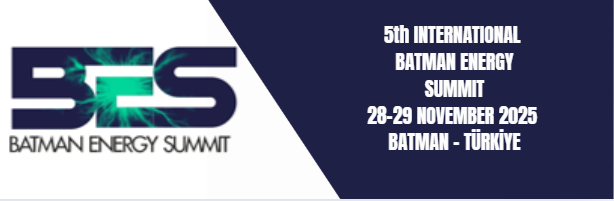 BES
BATMAN ENERGY SUMMIT
5th INTERNATIONAL
BATMAN ENERGY
SUMMIT
28-29 NOVEMBER 2025
BATMAN - TÜRKİYE